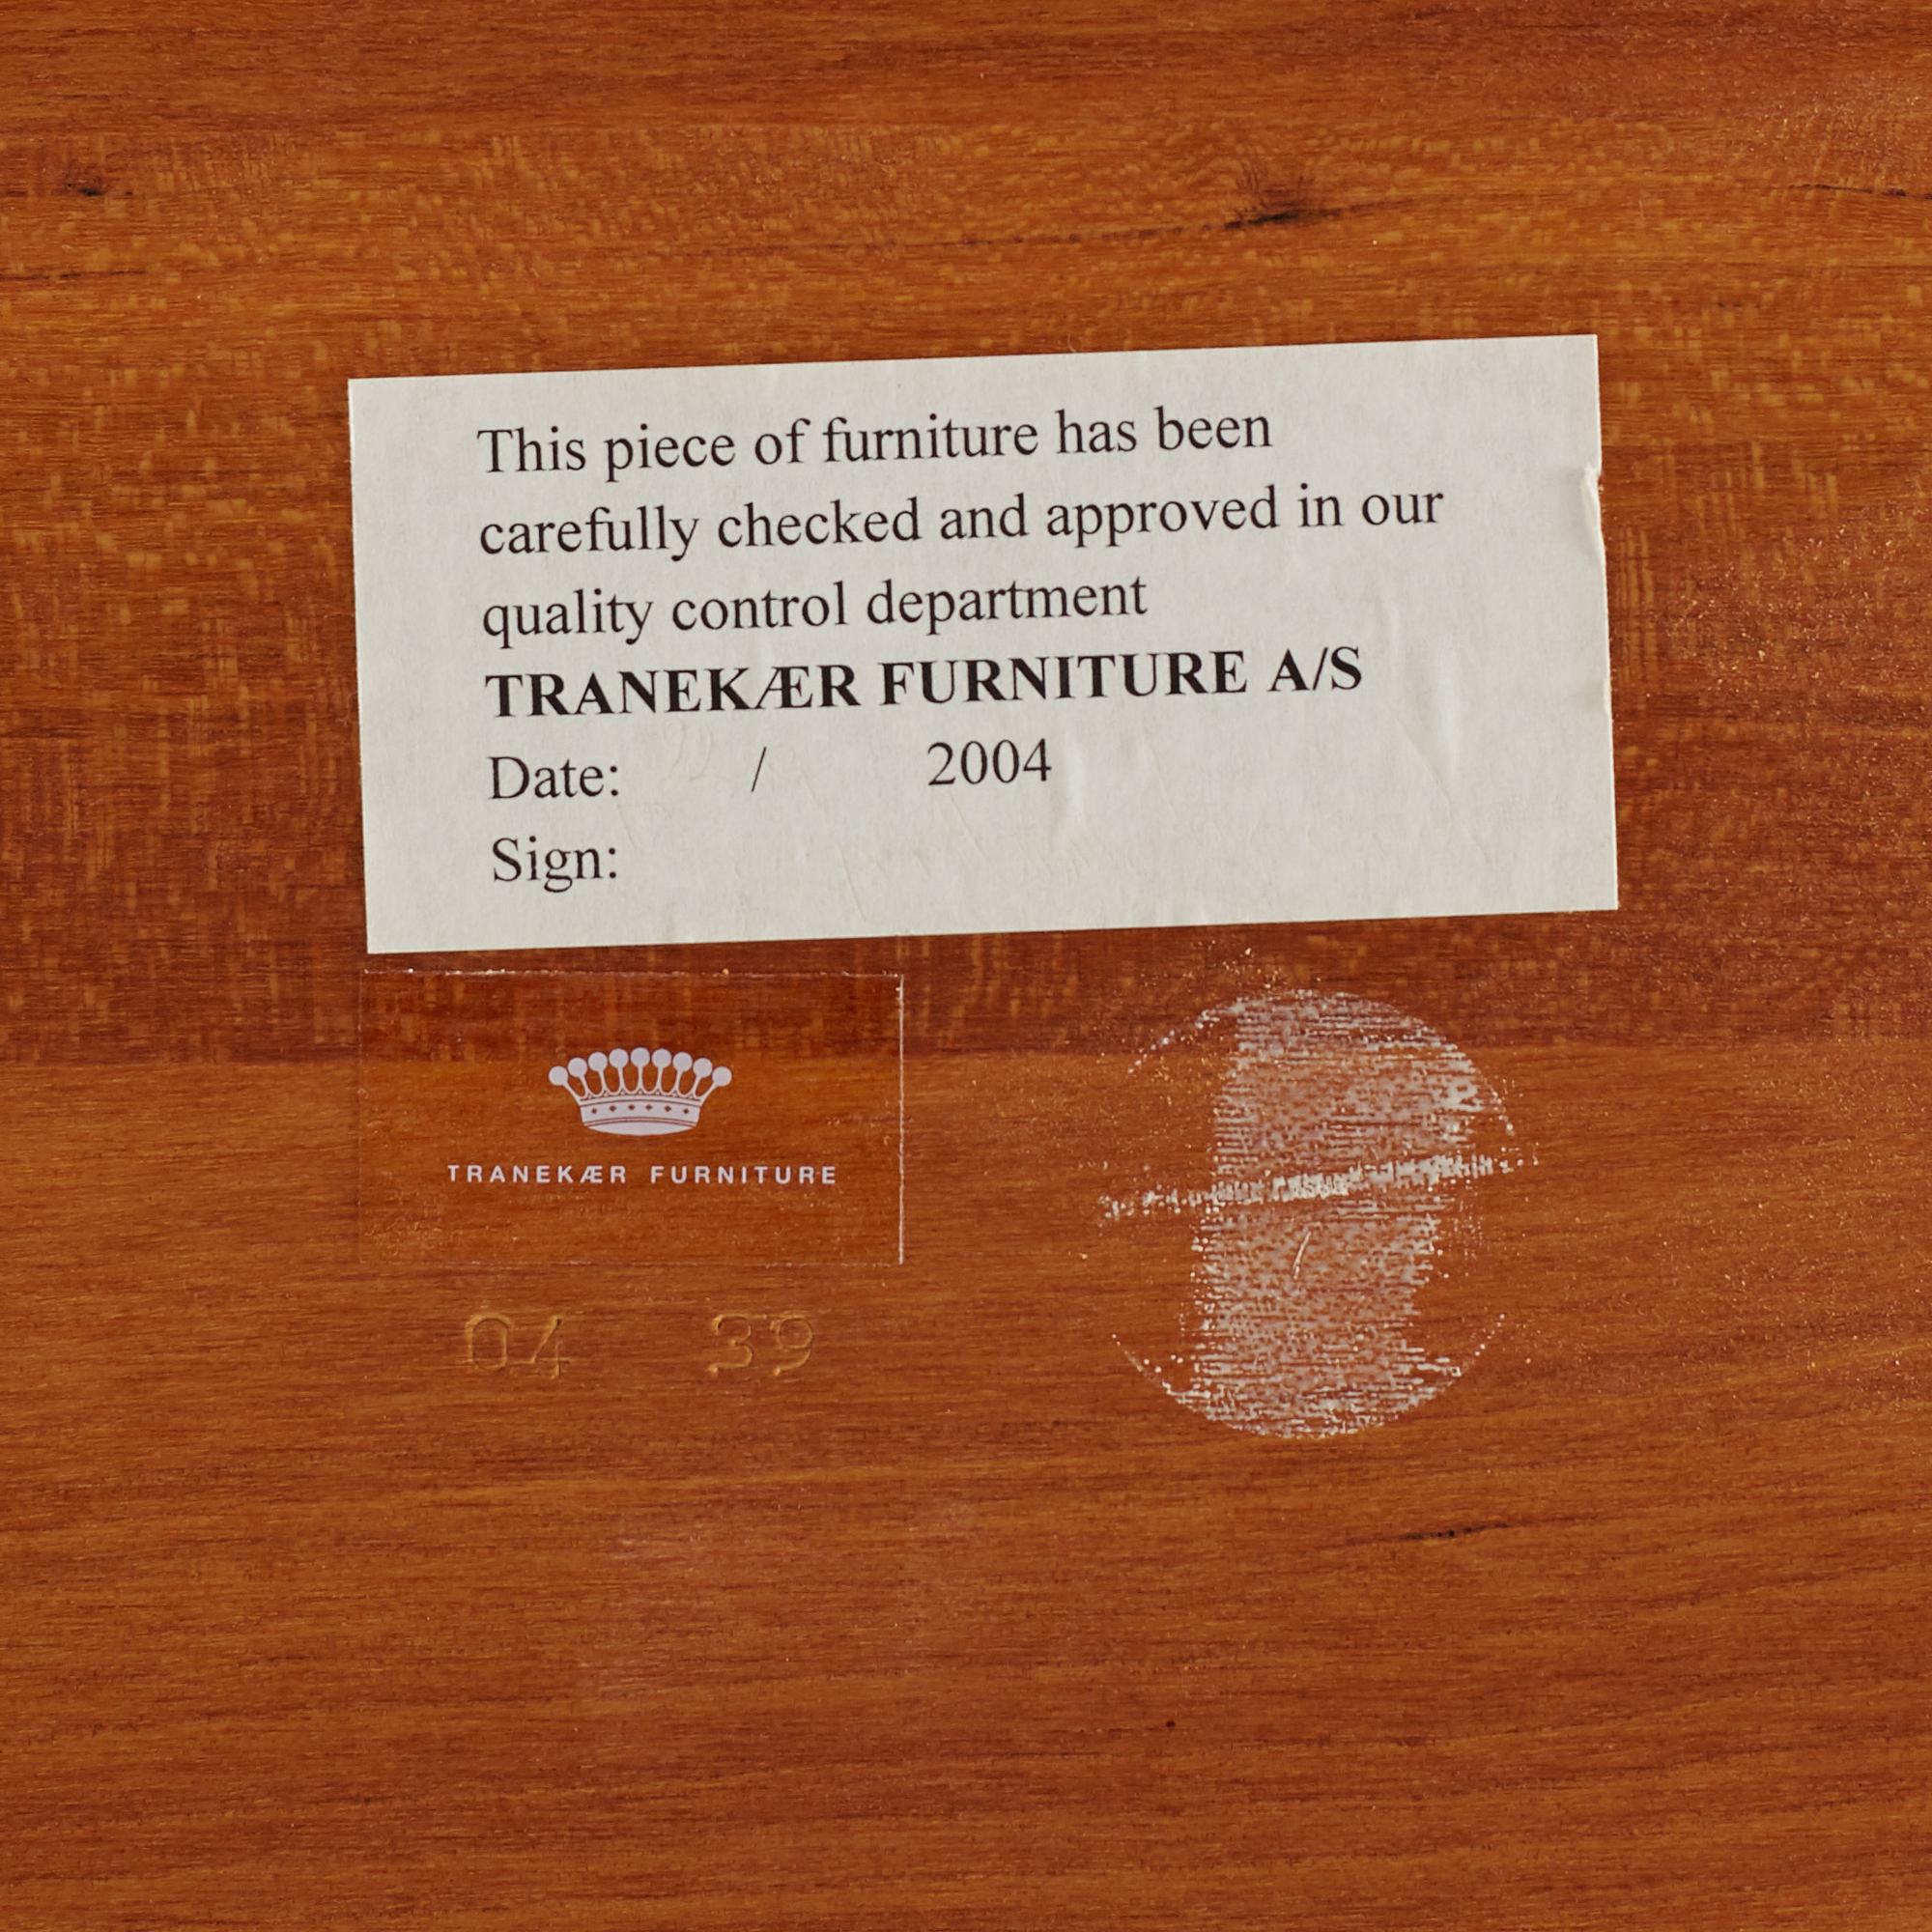 This piece of furniture has been
carefully checked and approved in our
quality control department
TRANEKÆR FURNITURE A/S
Date: / 2004
Sign:
TRANEKÆR FURNITURE
04 39